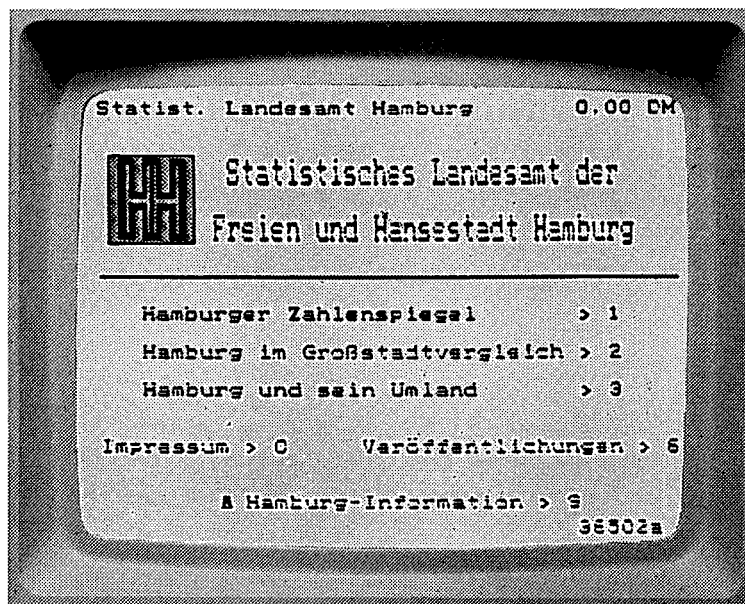 Statist. Landesamt Hamburg 0,00 DM
Statistisches Landesamt der
Freien und Hansestadt Hamburg
Hamburger Zahlenspiegel > 1
Hamburg im Großstadtvergleich > 2
Hamburg und sein Umland > 3
Impressum > 0 Veröffentlichungen > 6
A Hamburg-Information > 9
36502a